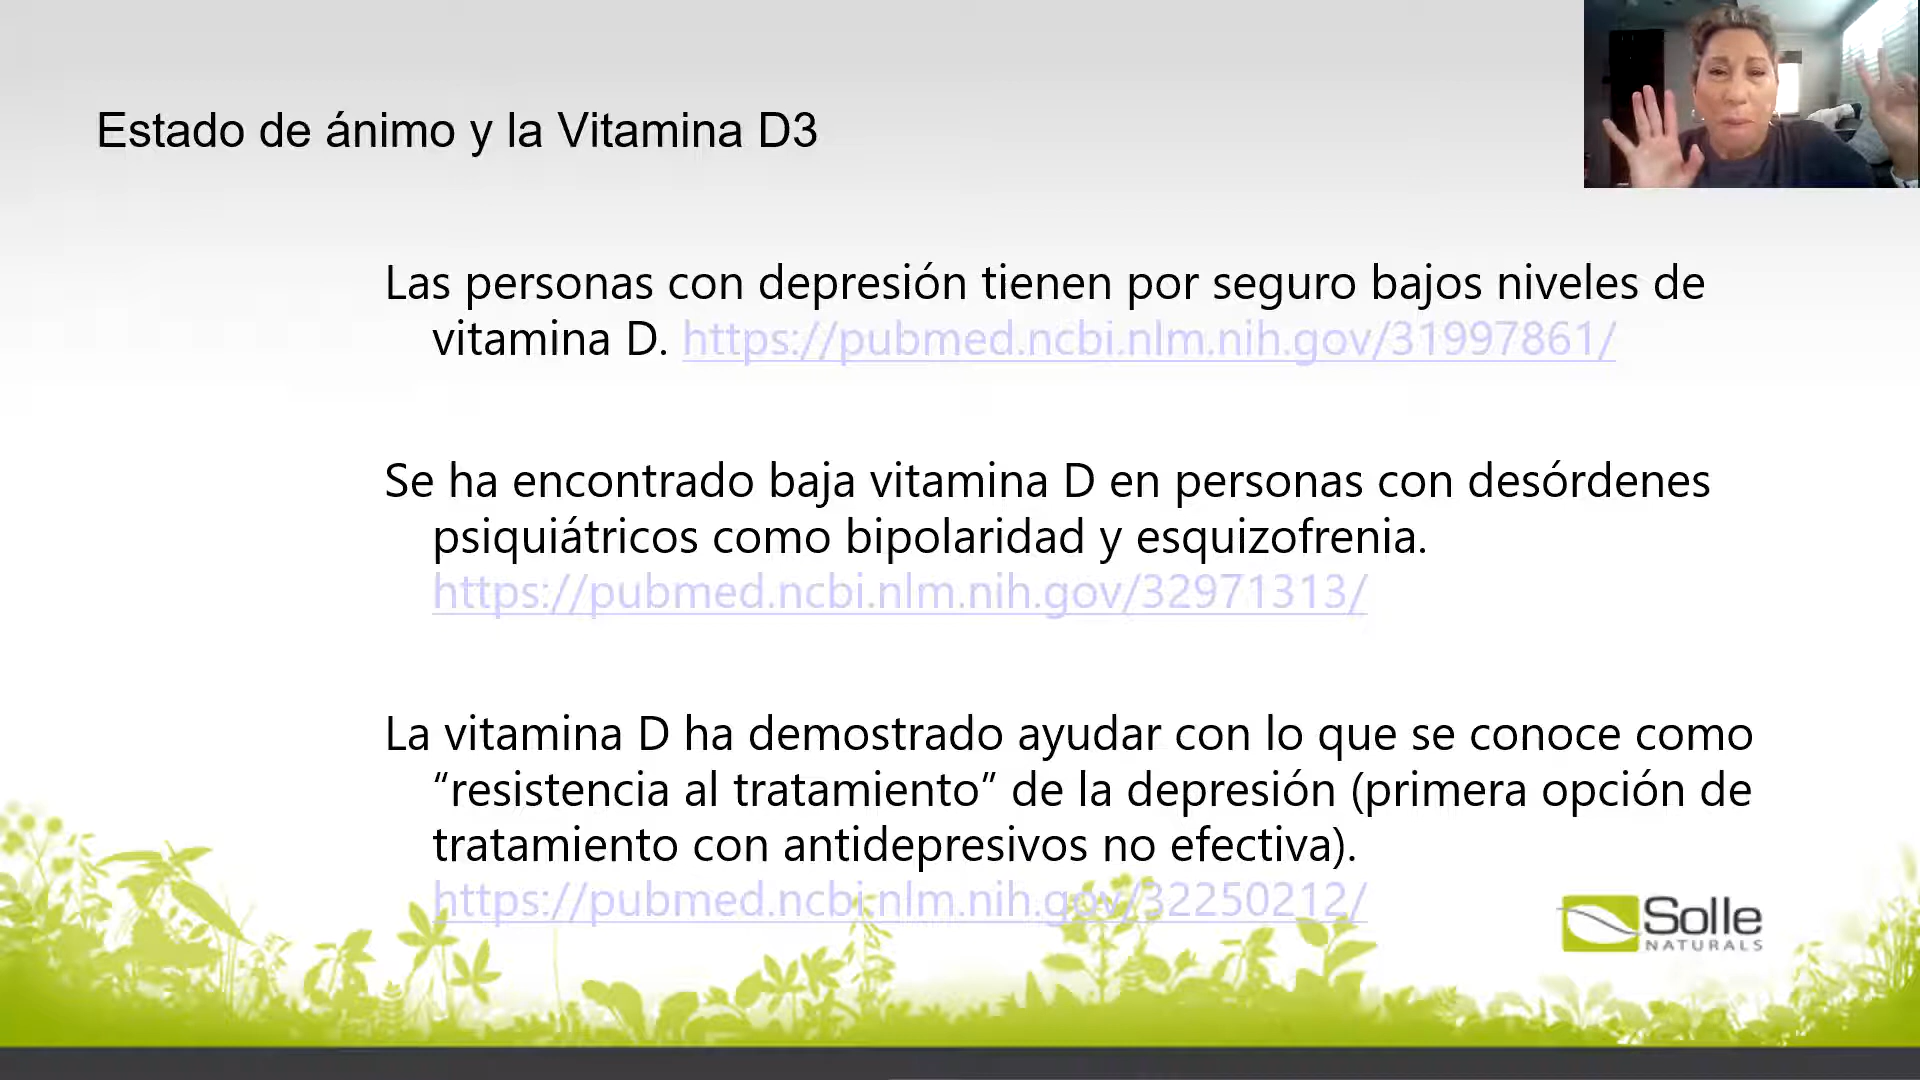 Estado de ánimo y la Vitamina D3
Las personas con depresión tienen por seguro bajos niveles de
vitamina D. https://pubmed.ncbi.nlm.nih.gov/31997861/
Se ha encontrado baja vitamina D en personas con desórdenes
psiquiátricos como bipolaridad y esquizofrenia.
https://pubmed.ncbi.nlm.nih.gov/32971313/
La vitamina D ha demostrado ayudar con lo que se conoce como
“resistencia al tratamiento” de la depresión (primera opción de
tratamiento con antidepresivos no efectiva).
https://pubmed.ncbi.nlm.nih.gov/32250212/
Solle
NATURALS